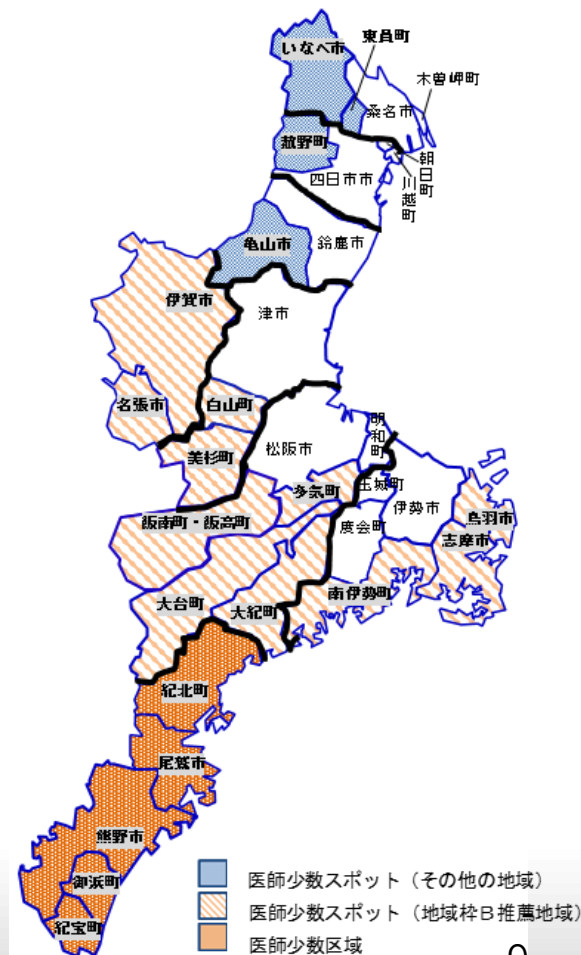 いなべ市
東員町
木曽岬町
桑名市
菰野町
朝日町
川越町
四日市市
亀山市
鈴鹿市
伊賀市
津市
名張市
白山町
明和町
松阪市
美杉町
多気町
玉城町
伊勢市
鳥羽市
飯南町・飯高町
度会町
志摩市
大台町
大紀町
南伊勢町
紀北町
尾鷲市
熊野市
御浜町
紀宝町
医師少数スポット（その他の地域）
医師少数スポット（地域枠Ｂ推薦地域）
医師少数区域